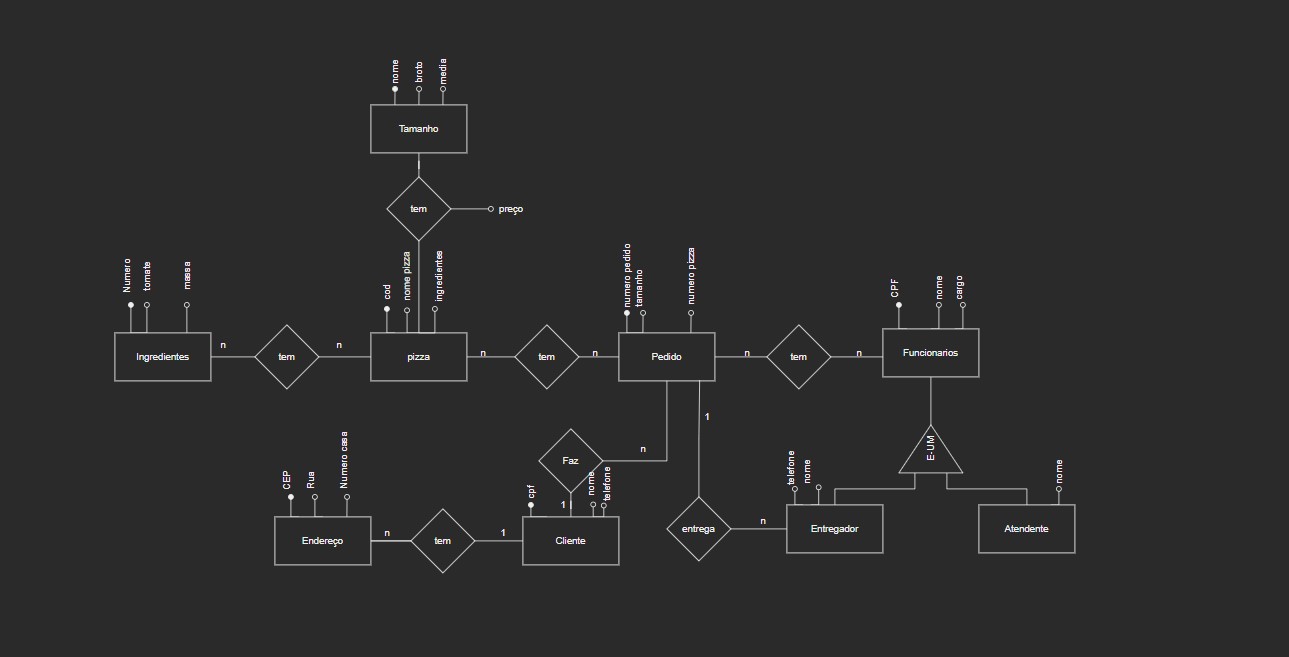 nome
broto
media
Tamanho
tem
preço
Numero
tomate
massa
cod
nome pizza
ingredientes
numero pedido
tamanho
numero pizza
CPF
nome
cargo
Ingredientes
n
tem
n
pizza
n
tem
n
Pedido
n
tem
n
Funcionarios
1
E-UM
Faz
n
CEP
Rua
Numero casa
cpf
1
nome
telefone
telefone
nome
nome
Endereço
n
tem
1
Cliente
entrega
n
Entregador
Atendente